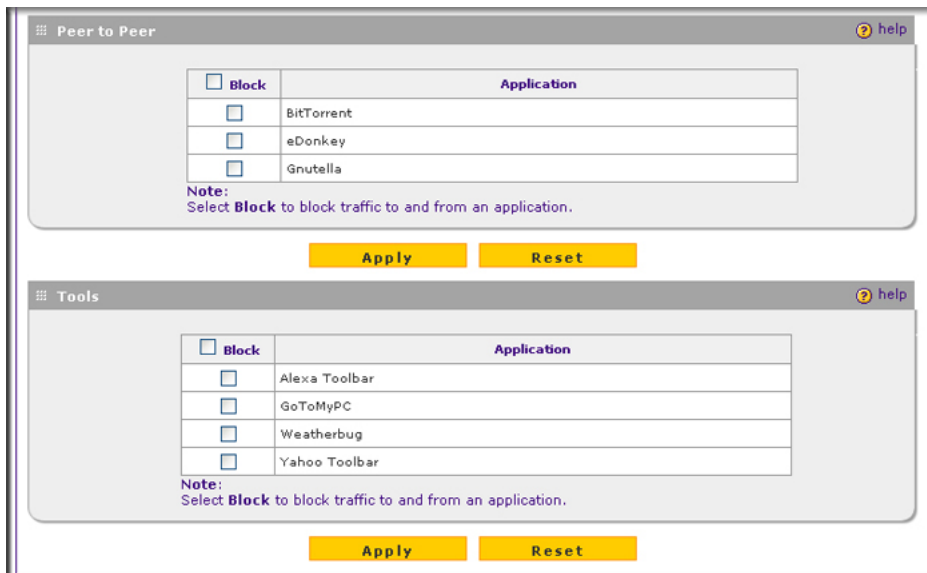 Peer to Peer
help
Block Application
BitTorrent
eDonkey
Gnutella
Note:
Select Block to block traffic to and from an application.
Apply Reset
Tools
help
Block Application
Alexa Toolbar
GoToMyPC
Weatherbug
Yahoo Toolbar
Note:
Select Block to block traffic to and from an application.
Apply Reset